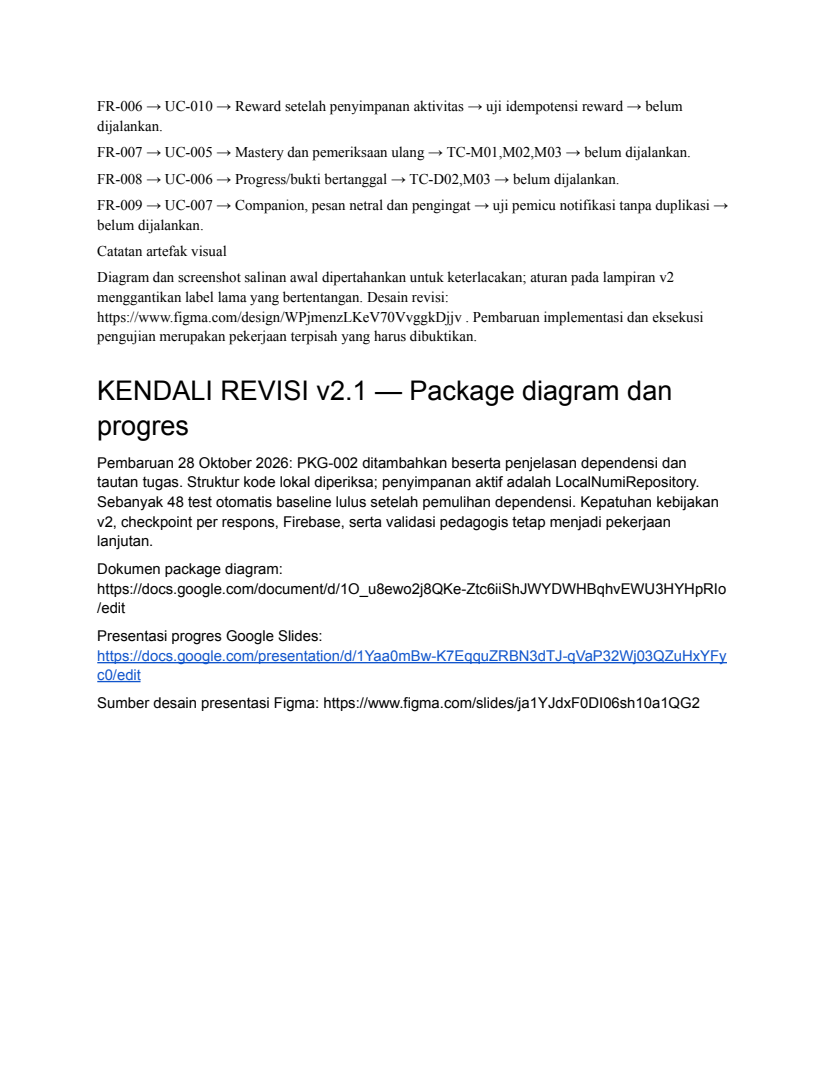 FR-006 → UC-010 → Reward setelah penyimpanan aktivitas → uji idempotensi reward → belum
dijalankan.
FR-007 → UC-005 → Mastery dan pemeriksaan ulang → TC-M01,M02,M03 → belum dijalankan.
FR-008 → UC-006 → Progress/bukti bertanggal → TC-D02,M03 → belum dijalankan.
FR-009 → UC-007 → Companion, pesan netral dan pengingat → uji pemicu notifikasi tanpa duplikasi →
belum dijalankan.
Catatan artefak visual
Diagram dan screenshot salinan awal dipertahankan untuk keterlacakan; aturan pada lampiran v2
menggantikan label lama yang bertentangan. Desain revisi:
https://www.figma.com/design/WPjmenzLKeV70VvggkDjjv . Pembaruan implementasi dan eksekusi
pengujian merupakan pekerjaan terpisah yang harus dibuktikan.
KENDALI REVISI v2.1 — Package diagram dan
progres
Pembaruan 28 Oktober 2026: PKG-002 ditambahkan beserta penjelasan dependensi dan
tautan tugas. Struktur kode lokal diperiksa; penyimpanan aktif adalah LocalNumiRepository.
Sebanyak 48 test otomatis baseline lulus setelah pemulihan dependensi. Kepatuhan kebijakan
v2, checkpoint per respons, Firebase, serta validasi pedagogis tetap menjadi pekerjaan
lanjutan.
Dokumen package diagram:
https://docs.google.com/document/d/1O_u8ewo2j8QKe-Ztc6iiShJWYDWHBqhvEWU3HYHpRIo
/edit
Presentasi progres Google Slides:
https://docs.google.com/presentation/d/1Yaa0mBw-K7EqquZRBN3dTJ-qVaP32Wj03QZuHxYFy
c0/edit
Sumber desain presentasi Figma: https://www.figma.com/slides/ja1YJdxF0DI06sh10a1QG2